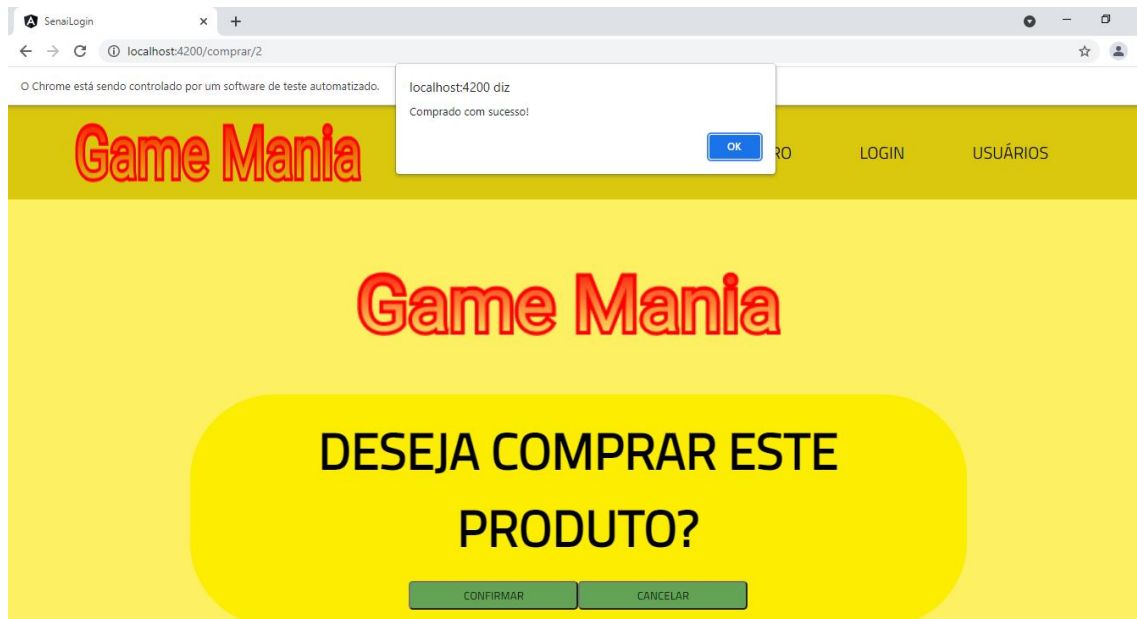 SenaiLogin
localhost:4200/comprar/2
O Chrome está sendo controlado por um software de teste automatizado.
localhost:4200 diz
Comprado com sucesso!
OK
Game Mania
LOGIN
USUÁRIOS
Game Mania
DESEJA COMPRAR ESTE
PRODUTO?
CONFIRMAR
CANCELAR